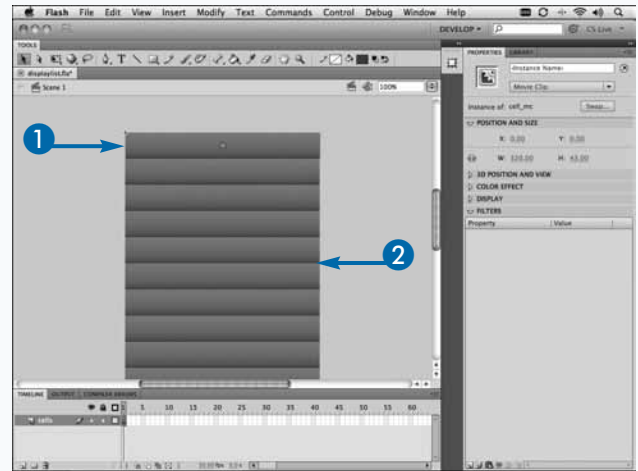 Flash File Edit View Insert Modify Text Commands Control Debug Window Help
DEVELOP CS Live
TOOLS
displaylist.fla*
Scene 1 100%
1
2
PROPERTIES LIBRARY
<Instance Name>
Movie Clip
Instance of: cell_mc Swap...
POSITION AND SIZE
X: 0.00 Y: 0.00
W: 320.00 H: 43.00
3D POSITION AND VIEW
COLOR EFFECT
DISPLAY
FILTERS
Property Value
TIMELINE OUTPUT COMPILER ERRORS
5 10 15 20 25 30 35 40 45 50 55 60
cells
1